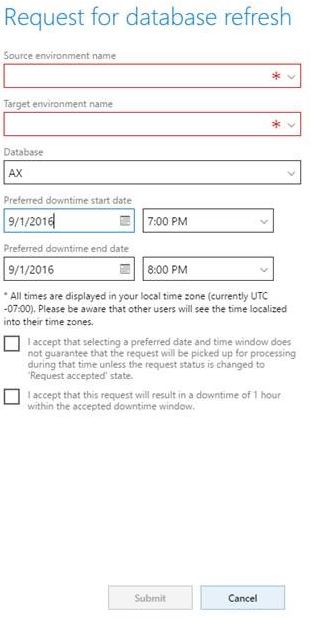 Request for database refresh
Source environment name
*
Target environment name
*
Database
AX
Preferred downtime start date
9/1/2016 7:00 PM
Preferred downtime end date
9/1/2016 8:00 PM
* All times are displayed in your local time zone (currently UTC
-07:00). Please be aware that other users will see the time localized
into their time zones.
I accept that selecting a preferred date and time window does
not guarantee that the request will be picked up for processing
during that time unless the request status is changed to
'Request accepted' state.
I accept that this request will result in a downtime of 1 hour
within the accepted downtime window.
Submit Cancel